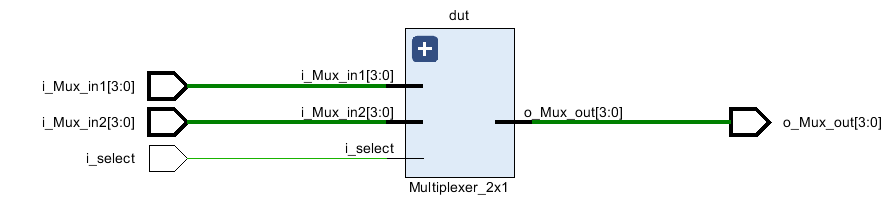 dut
i_Mux_in1[3:0] i_Mux_in1[3:0]
i_Mux_in2[3:0] i_Mux_in2[3:0] o_Mux_out[3:0] o_Mux_out[3:0]
i_select i_select
Multiplexer_2x1